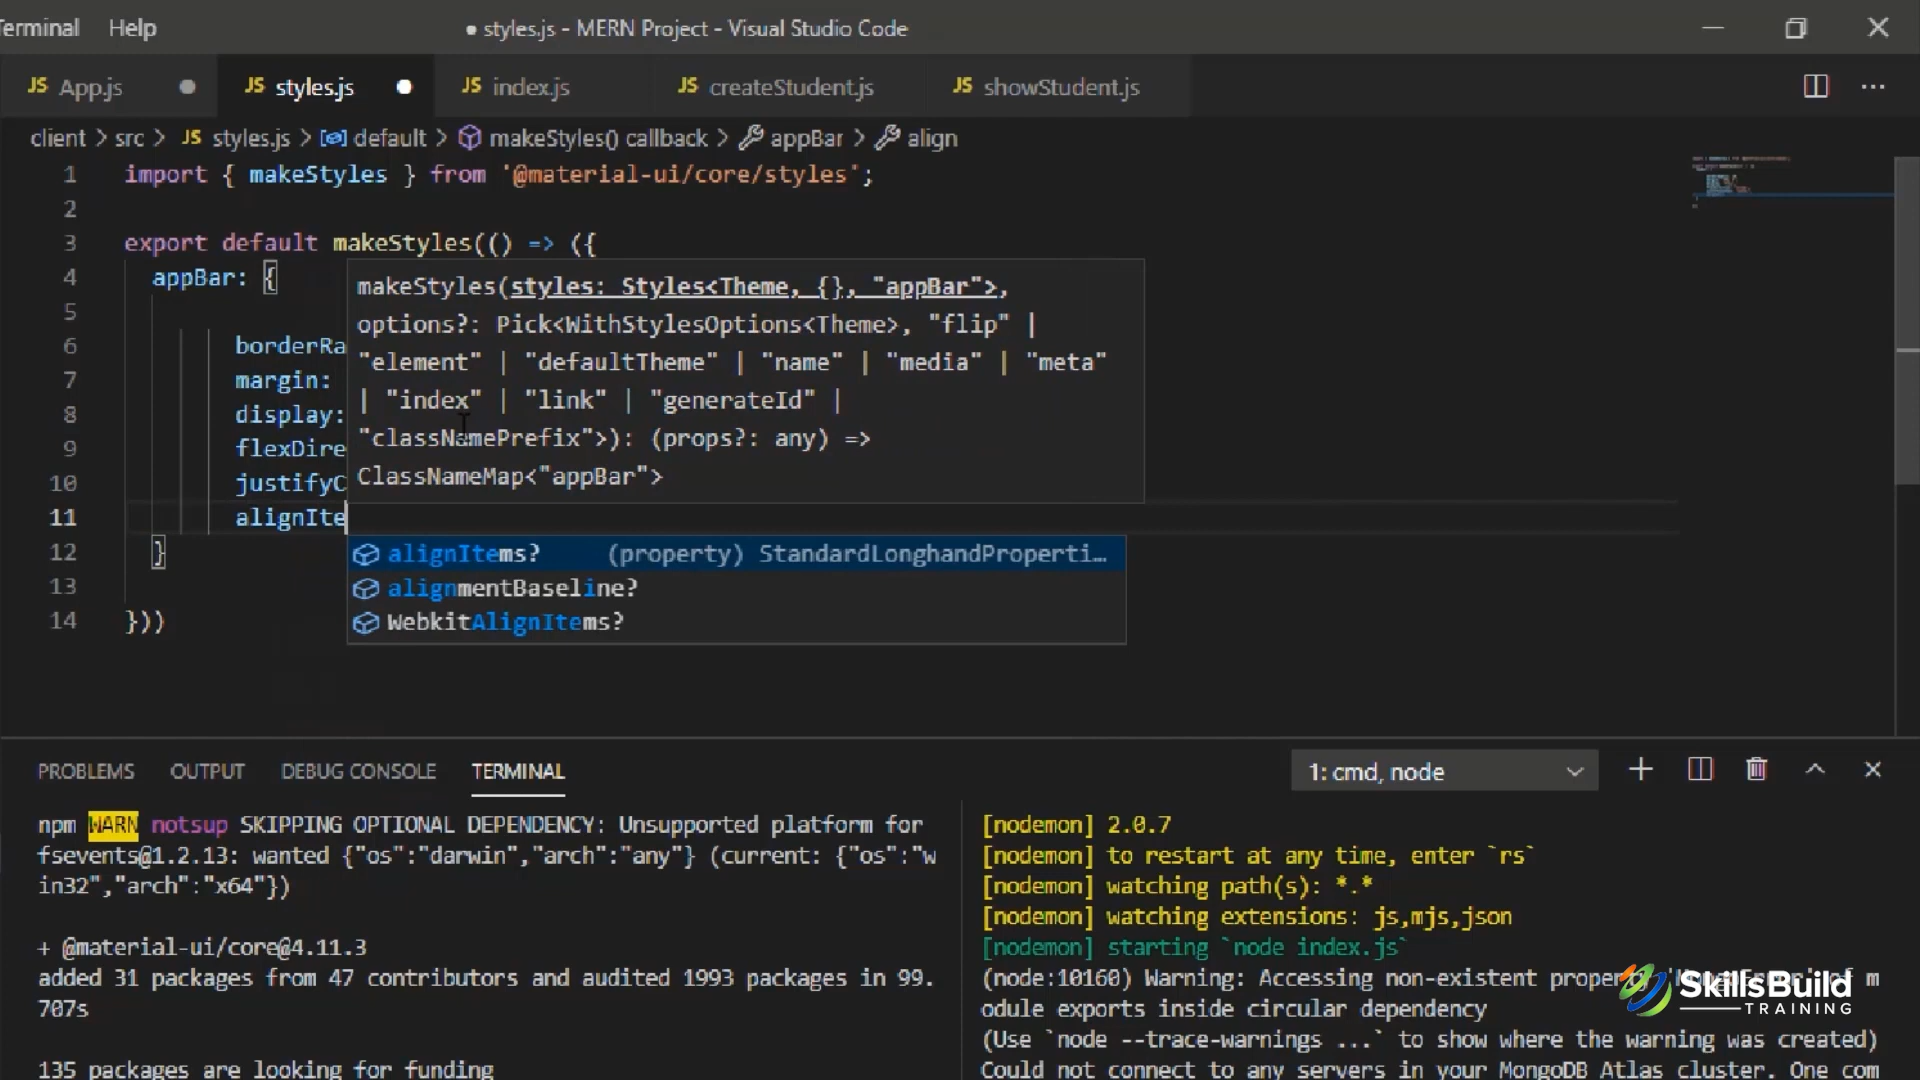 Terminal Help
● styles.js - MERN Project - Visual Studio Code
JS App.js
JS styles.js
JS index.js
JS createStudent.js
JS showStudent.js
client > src > JS styles.js > default > makeStyles() callback > appBar > align
1 import { makeStyles } from '@material-ui/core/styles';
2
3 export default makeStyles(() => ({
4 appBar: {
5
6 borderRa
7 margin:
8 display:
9 flexDire
10 justifyC
11 alignIte
12 }
13
14 }))
makeStyles(styles: Styles<Theme, {}, "appBar">,
options?: Pick<WithStylesOptions<Theme>, "flip" |
"element" | "defaultTheme" | "name" | "media" | "meta"
| "index" | "link" | "generateId" |
"classNamePrefix">): (props?: any) =>
ClassNameMap<"appBar">
alignItems? (property) StandardLonghandProperti…
alignmentBaseline?
WebkitAlignItems?
PROBLEMS OUTPUT DEBUG CONSOLE TERMINAL
1: cmd, node
npm WARN notsup SKIPPING OPTIONAL DEPENDENCY: Unsupported platform for
fsevents@1.2.13: wanted {"os":"darwin","arch":"any"} (current: {"os":"w
in32","arch":"x64"})
+ @material-ui/core@4.11.3
added 31 packages from 47 contributors and audited 1993 packages in 99.
707s
135 packages are looking for funding
[nodemon] 2.0.7
[nodemon] to restart at any time, enter `rs`
[nodemon] watching path(s): *.*
[nodemon] watching extensions: js,mjs,json
[nodemon] starting `node index.js`
(node:10160) Warning: Accessing non-existent property of m
odule exports inside circular dependency
(Use `node --trace-warnings ...` to show where the warning was created)
Could not connect to any servers in your MongoDB Atlas cluster. One com
SkillsBuild
TRAINING